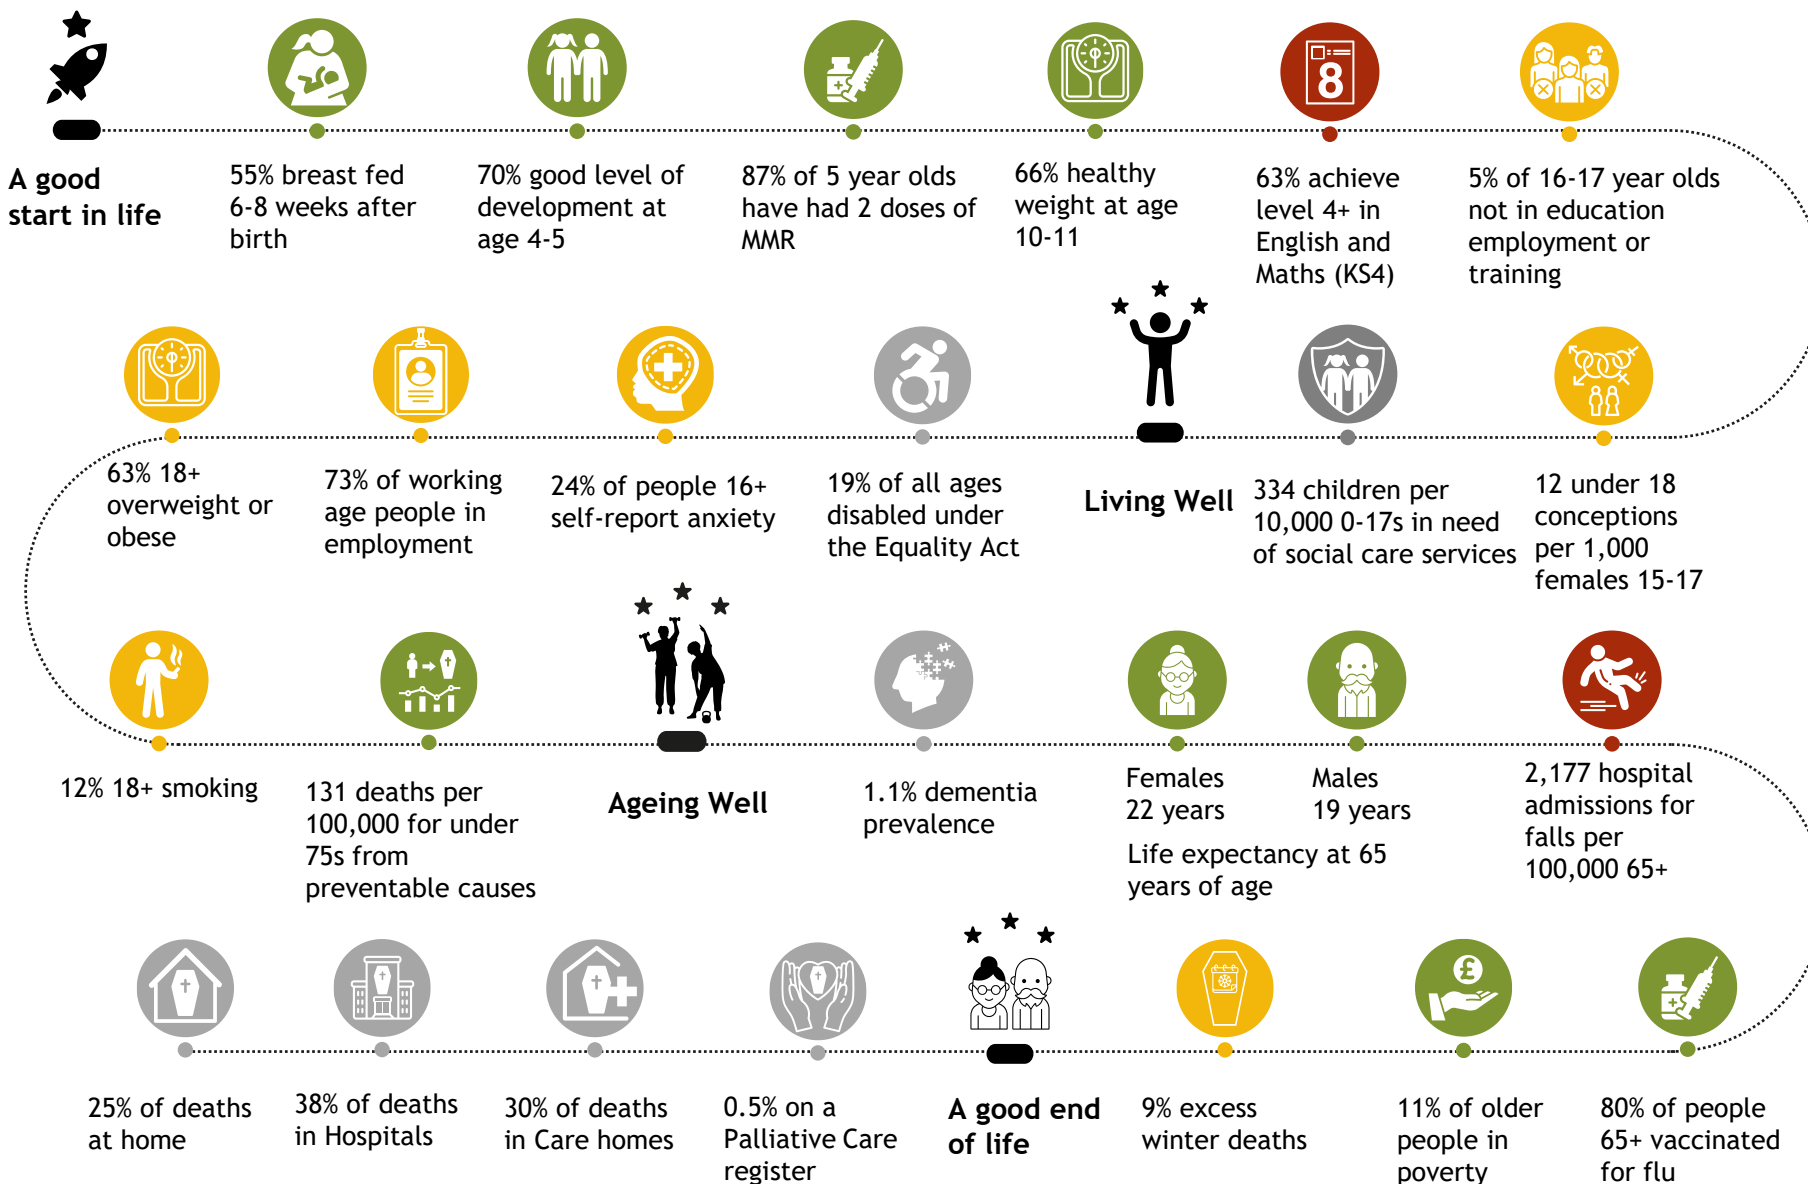 8
A good
start in life
55% breast fed
6-8 weeks after
birth
70% good level of
development at
age 4-5
87% of 5 year olds
have had 2 doses of
MMR
66% healthy
weight at age
10-11
63% achieve
level 4+ in
English and
Maths (KS4)
5% of 16-17 year olds
not in education
employment or
training
63% 18+
overweight or
obese
73% of working
age people in
employment
24% of people 16+
self-report anxiety
19% of all ages
disabled under
the Equality Act
Living Well
334 children per
10,000 0-17s in need
of social care services
12 under 18
conceptions
per 1,000
females 15-17
12% 18+ smoking
131 deaths per
100,000 for under
75s from
preventable causes
Ageing Well
1.1% dementia
prevalence
Females
22 years
Males
19 years
Life expectancy at 65
years of age
2,177 hospital
admissions for
falls per
100,000 65+
£
25% of deaths
at home
38% of deaths
in Hospitals
30% of deaths
in Care homes
0.5% on a
Palliative Care
register
A good end
of life
9% excess
winter deaths
11% of older
people in
poverty
80% of people
65+ vaccinated
for flu